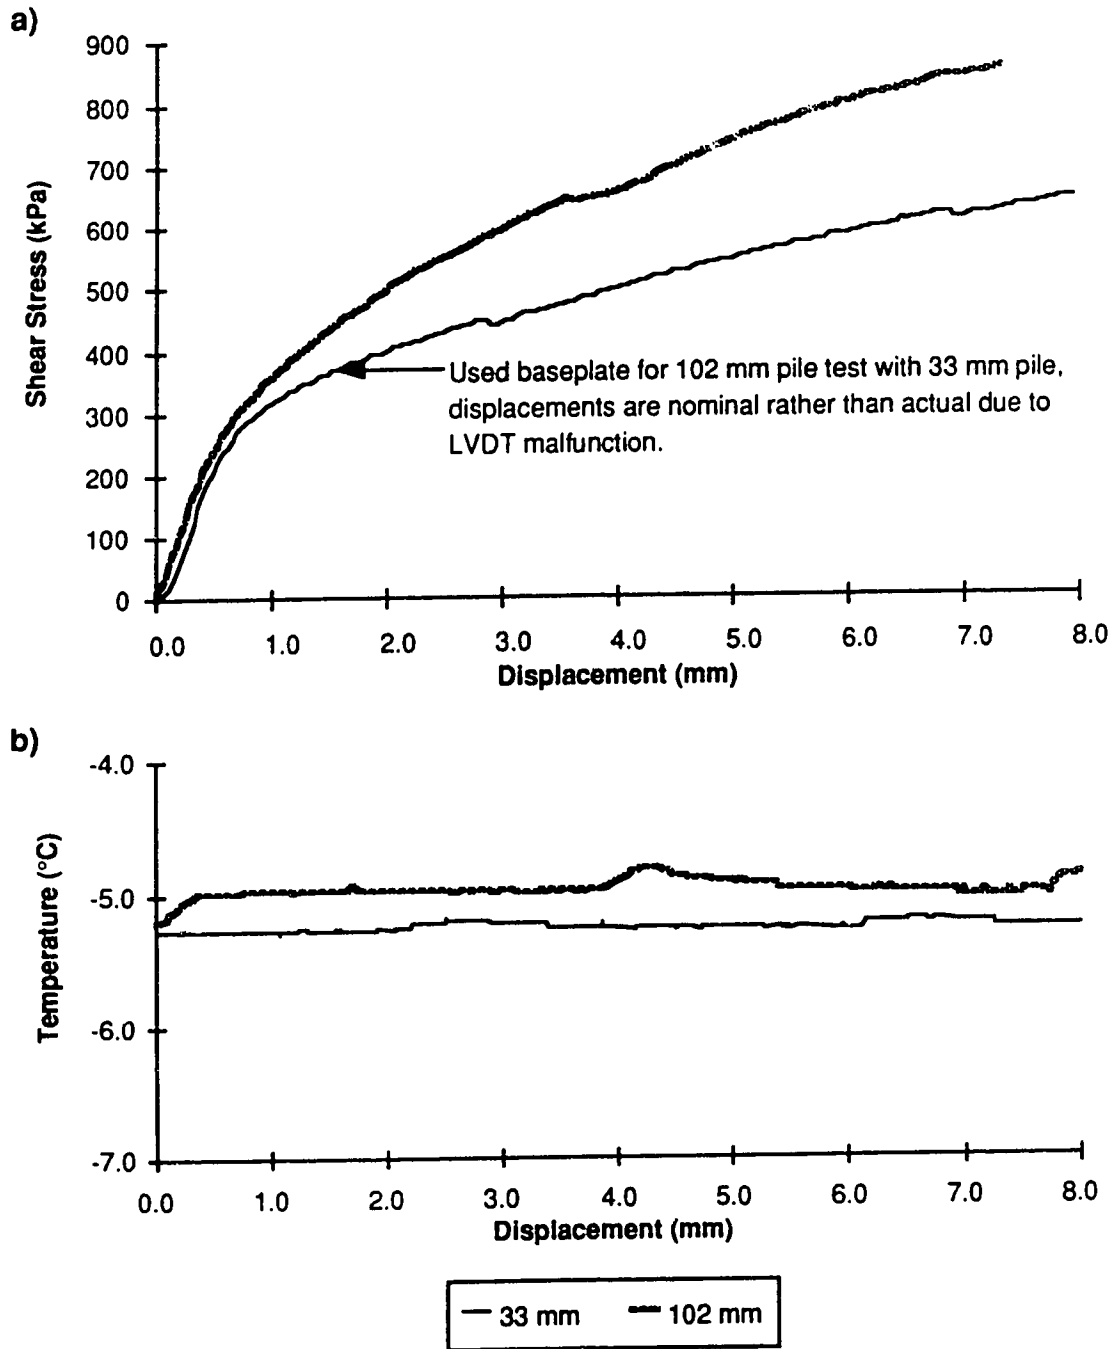 a)
900
800
700
600
500
400
300
200
100
0
Shear Stress (kPa)
Used baseplate for 102 mm pile test with 33 mm pile,
displacements are nominal rather than actual due to
LVDT malfunction.
0.0 1.0 2.0 3.0 4.0 5.0 6.0 7.0 8.0
Displacement (mm)
b)
-4.0
-5.0
-6.0
-7.0
Temperature (°C)
0.0 1.0 2.0 3.0 4.0 5.0 6.0 7.0 8.0
Displacement (mm)
33 mm 102 mm